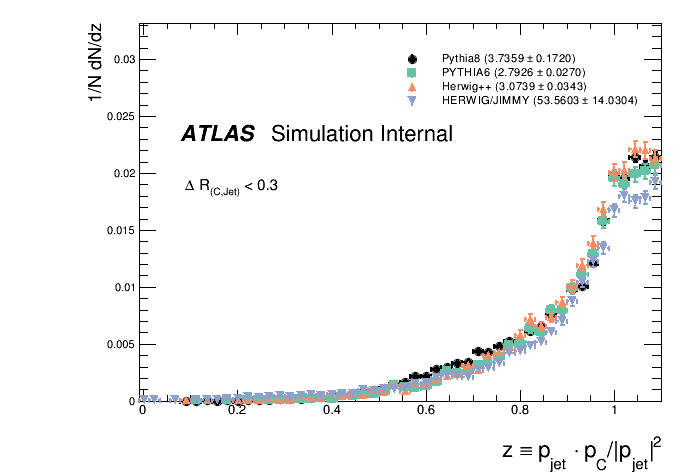 1/N dN/dz
0.03
0.025
0.02
0.015
0.01
0.005
0
Pythia8 (3.7359 ± 0.1720)
PYTHIA6 (2.7926 ± 0.0270)
Herwig++ (3.0739 ± 0.0343)
HERWIG/JIMMY (53.5603 ± 14.0304)
ATLAS Simulation Internal
Δ R(C,Jet) < 0.3
0 0.2 0.4 0.6 0.8 1
z ≡ pjet · pC/|pjet|2